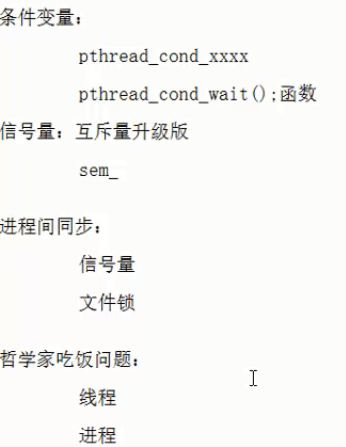 条件变量：
pthread_cond_xxxx
pthread_cond_wait();函数
信号量：互斥量升级版
sem_
进程间同步：
信号量
文件锁
哲学家吃饭问题：
线程
进程